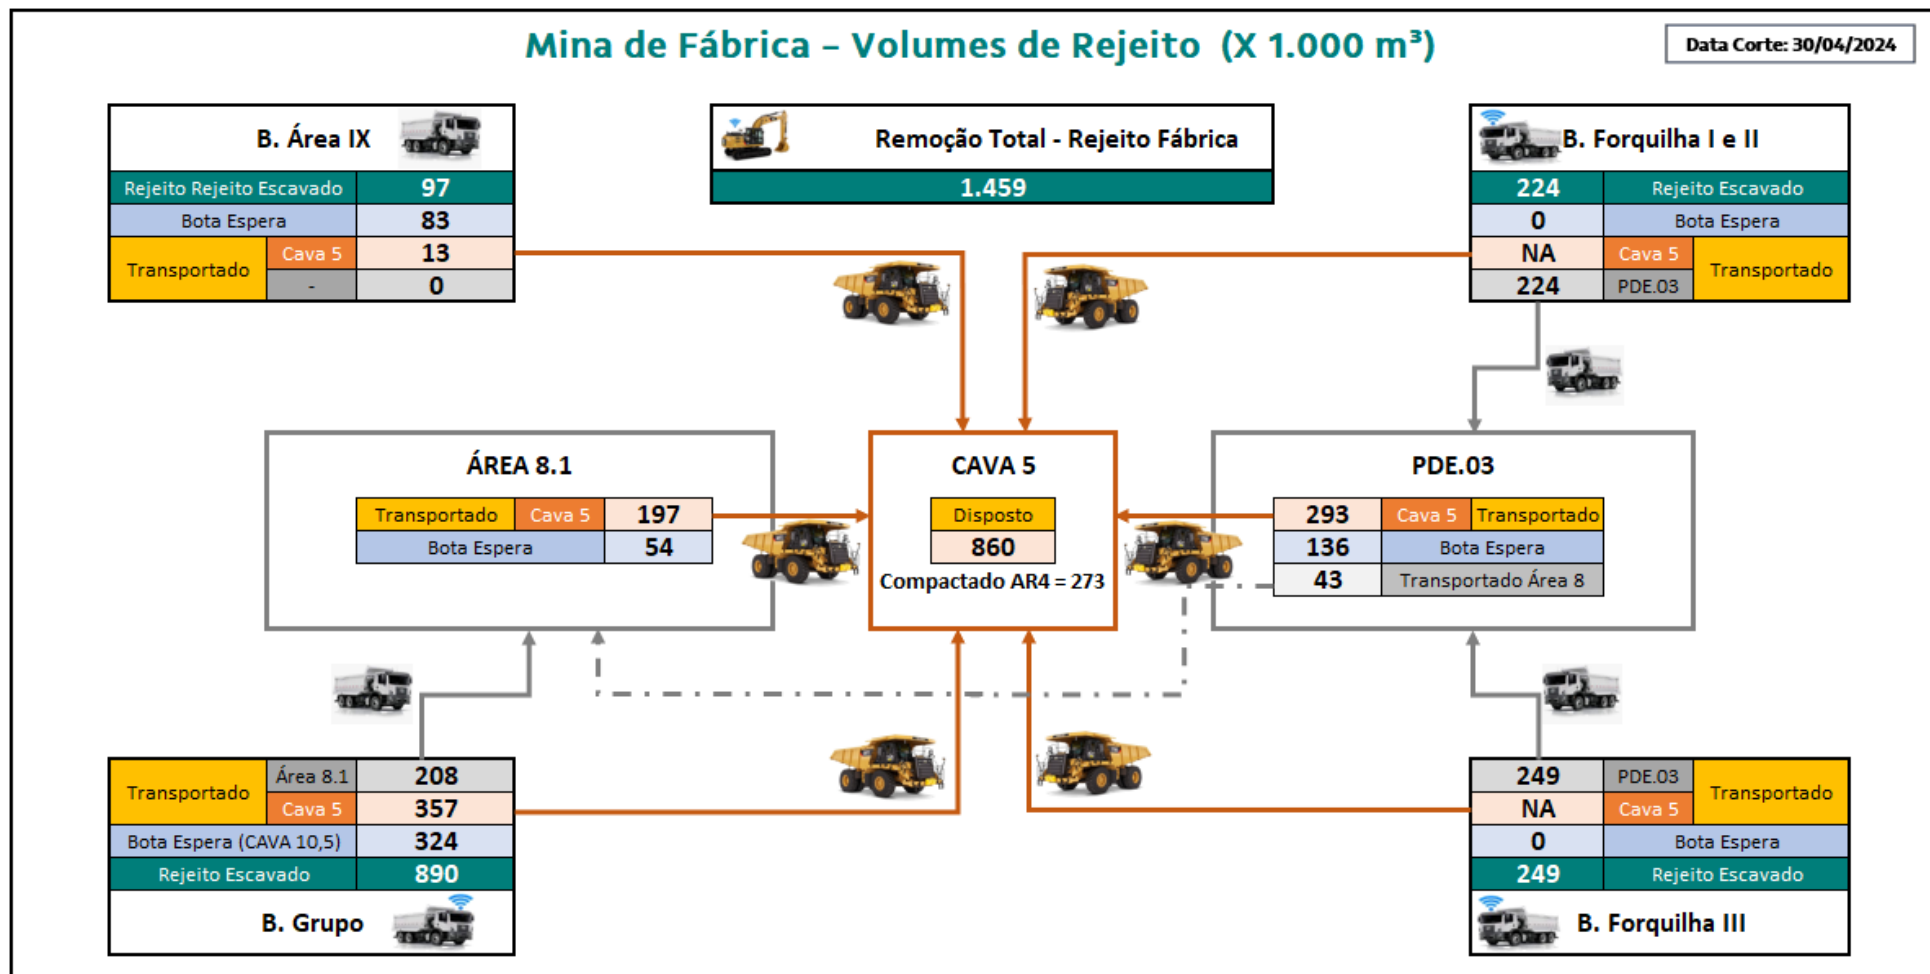 Mina de Fábrica – Volumes de Rejeito (X 1.000 m³)
Data Corte: 30/04/2024
B. Área IX
Rejeito Rejeito Escavado 97
Bota Espera 83
Transportado Cava 5 13
- 0
Remoção Total - Rejeito Fábrica
1.459
B. Forquilha I e II
224 Rejeito Escavado
0 Bota Espera
NA Cava 5 Transportado
224 PDE.03
ÁREA 8.1
Transportado Cava 5 197
Bota Espera 54
CAVA 5
Disposto
860
Compactado AR4 = 273
PDE.03
293 Cava 5 Transportado
136 Bota Espera
43 Transportado Área 8
Transportado Área 8.1 208
Cava 5 357
Bota Espera (CAVA 10,5) 324
Rejeito Escavado 890
B. Grupo
249 PDE.03 Transportado
NA Cava 5
0 Bota Espera
249 Rejeito Escavado
B. Forquilha III